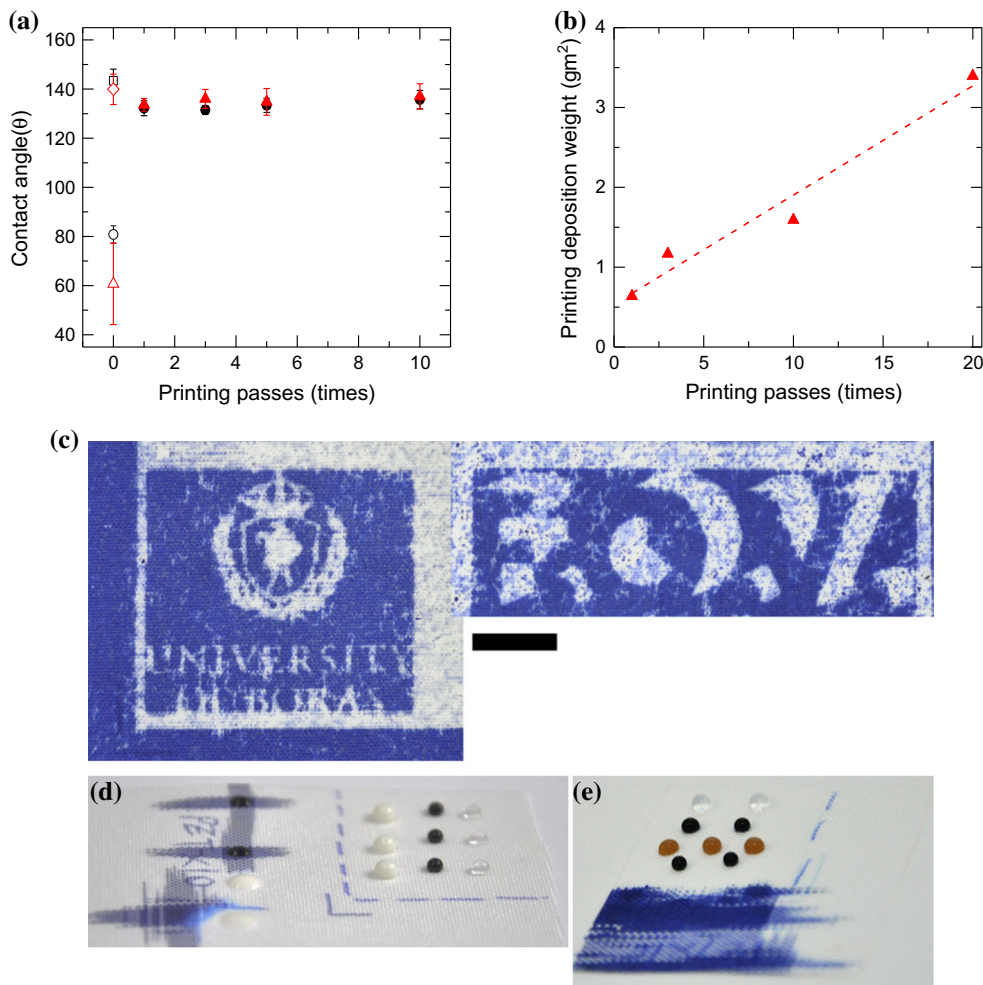 (a)
160
140
120
100
80
60
40
Contact angle(θ)
0 2 4 6 8 10
Printing passes (times)
(b)
4
3
2
1
0
Printing deposition weight (gm²)
0 5 10 15 20
Printing passes (times)
(c)
UNIVERSITY
(d)
(e)